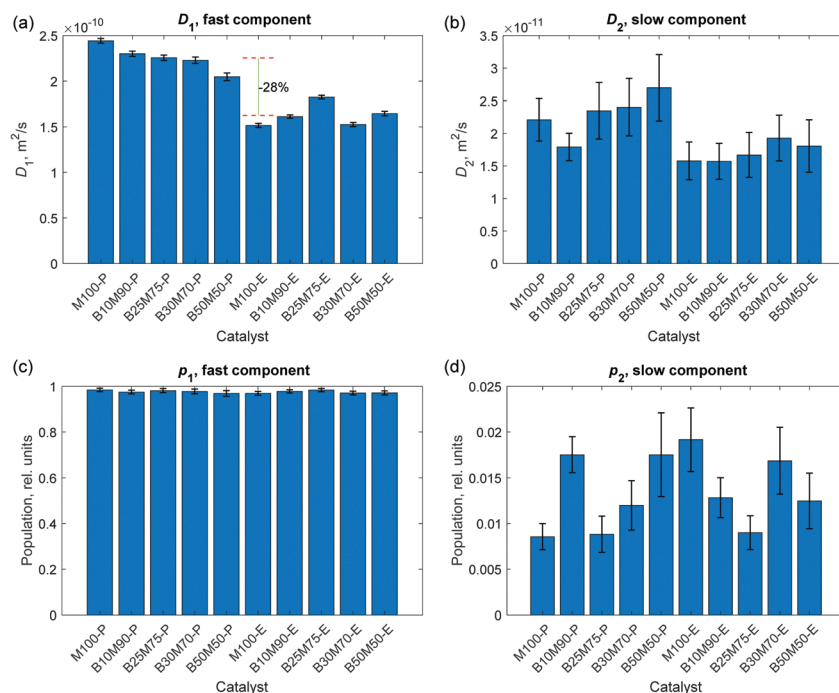 (a)
D1, fast component
×10-10
2.5
2
1.5
1
0.5
0
D1, m2/s
-28%
M100-P
B10M90-P
B25M75-P
B30M70-P
B50M50-P
M100-E
B10M90-E
B25M75-E
B30M70-E
B50M50-E
Catalyst
(b)
D2, slow component
×10-11
3.5
3
2.5
2
1.5
1
0.5
0
D2, m2/s
M100-P
B10M90-P
B25M75-P
B30M70-P
B50M50-P
M100-E
B10M90-E
B25M75-E
B30M70-E
B50M50-E
Catalyst
(c)
p1, fast component
1
0.8
0.6
0.4
0.2
0
Population, rel. units
M100-P
B10M90-P
B25M75-P
B30M70-P
B50M50-P
M100-E
B10M90-E
B25M75-E
B30M70-E
B50M50-E
Catalyst
(d)
p2, slow component
0.025
0.02
0.015
0.01
0.005
0
Population, rel. units
M100-P
B10M90-P
B25M75-P
B30M70-P
B50M50-P
M100-E
B10M90-E
B25M75-E
B30M70-E
B50M50-E
Catalyst